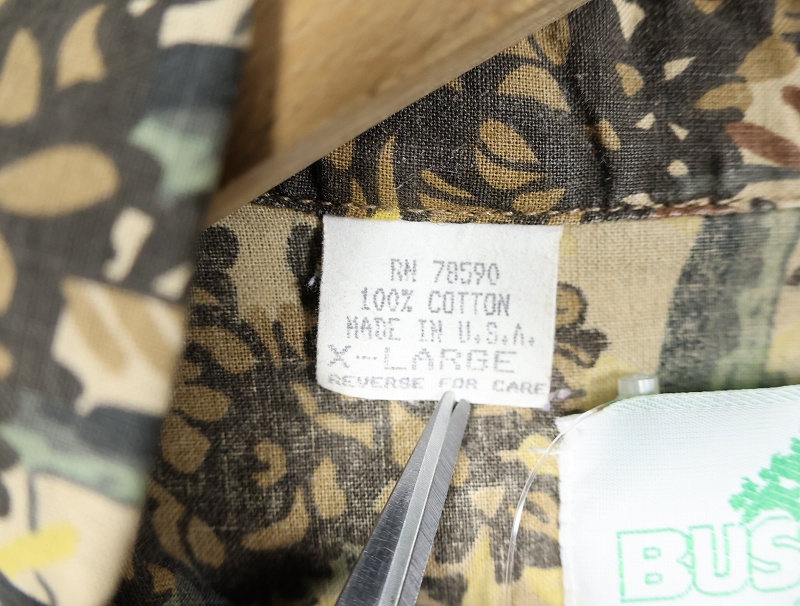 RN 78590
100% COTTON
MADE IN U.S.A.
X-LARGE
REVERSE FOR CARE
BUS